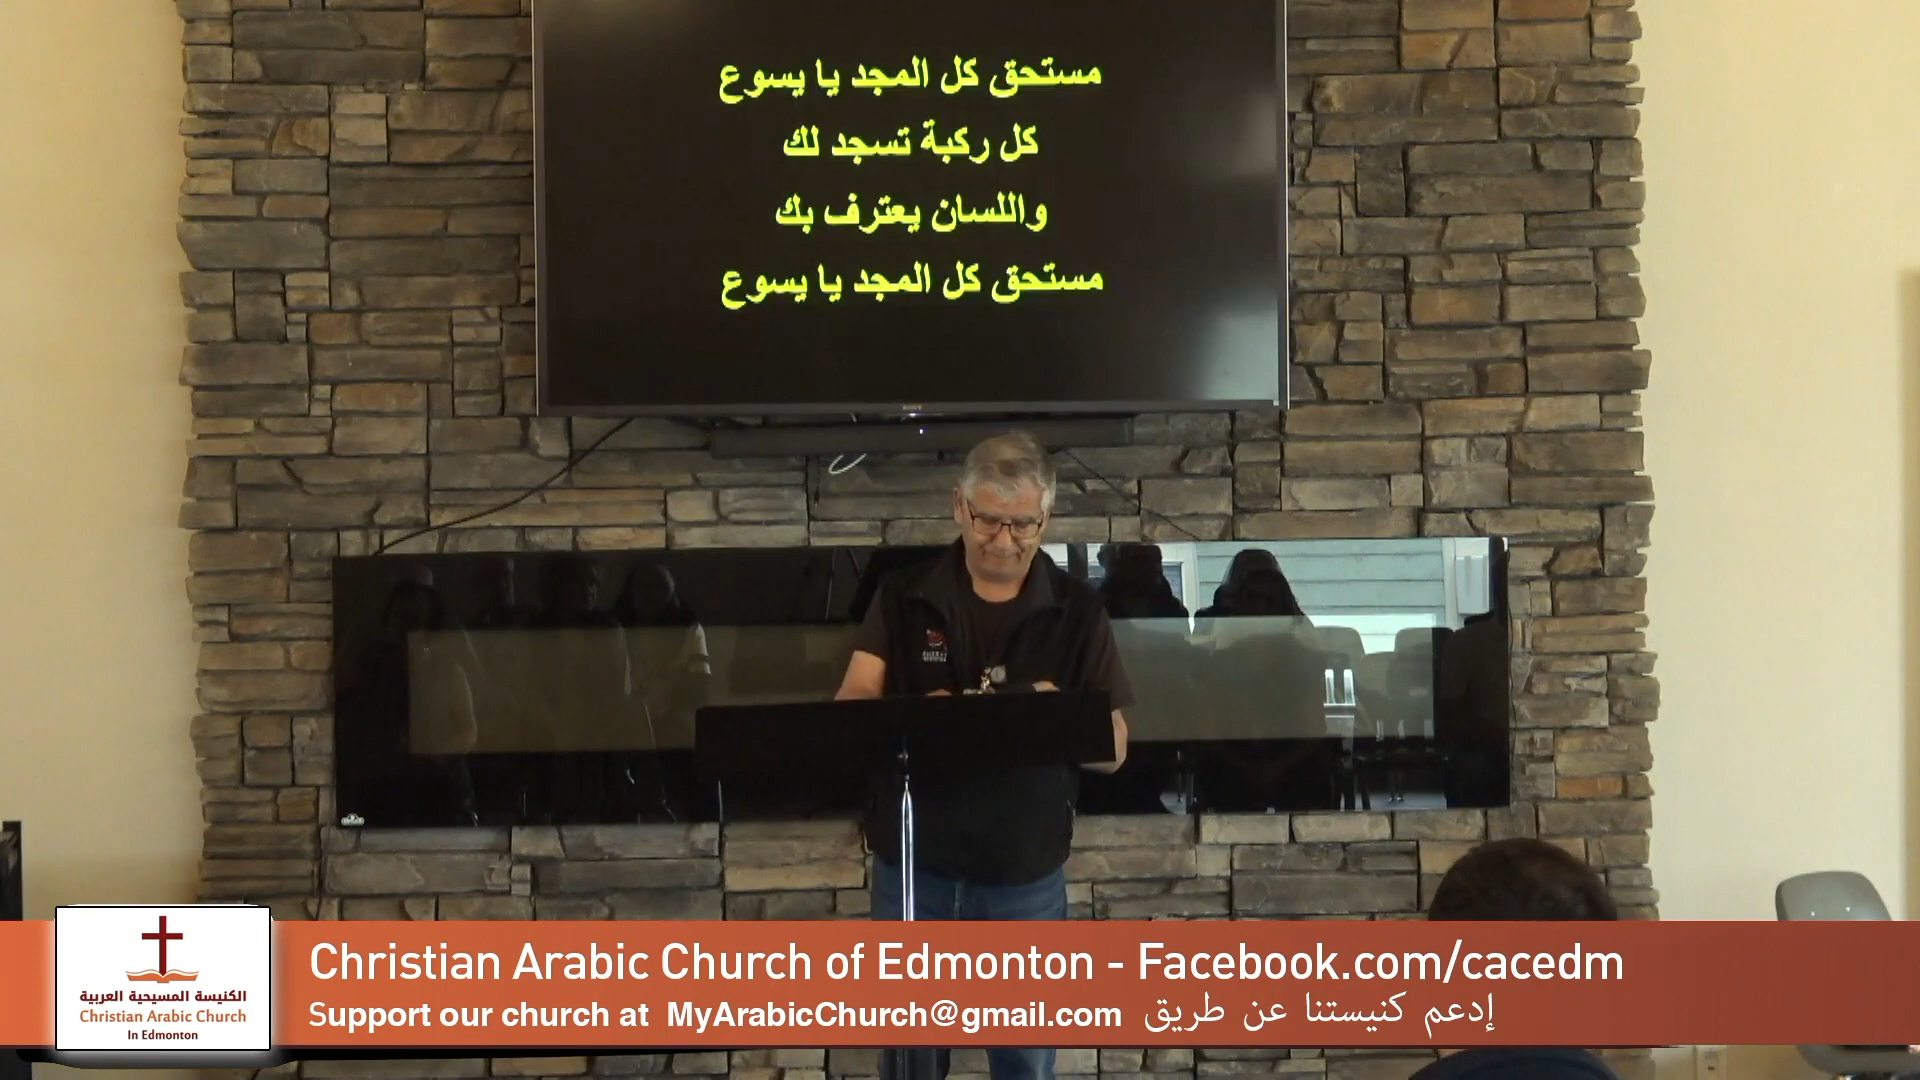 مستحق كل المجد يا يسوع
كل ركبة تسجد لك
واللسان يعترف بك
مستحق كل المجد يا يسوع
SONY
الكنيسة المسيحية العربية
Christian Arabic Church
In Edmonton
Christian Arabic Church of Edmonton - Facebook.com/cacedm
Support our church at MyArabicChurch@gmail.com إدعم كنيستنا عن طريق